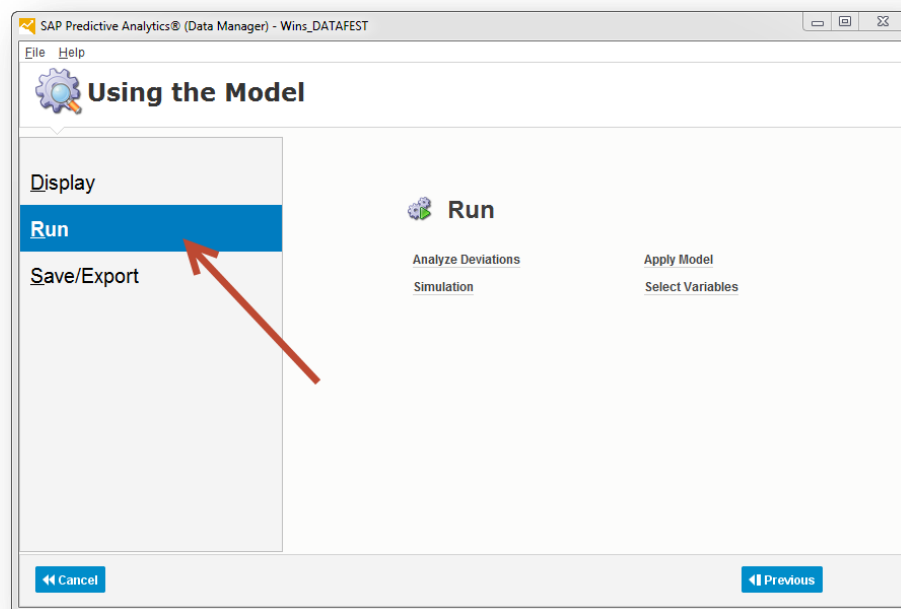 SAP Predictive Analytics® (Data Manager) - Wins_DATAFEST
File Help
Using the Model
Display
Run
Save/Export
Run
Analyze Deviations Apply Model
Simulation Select Variables
Cancel Previous